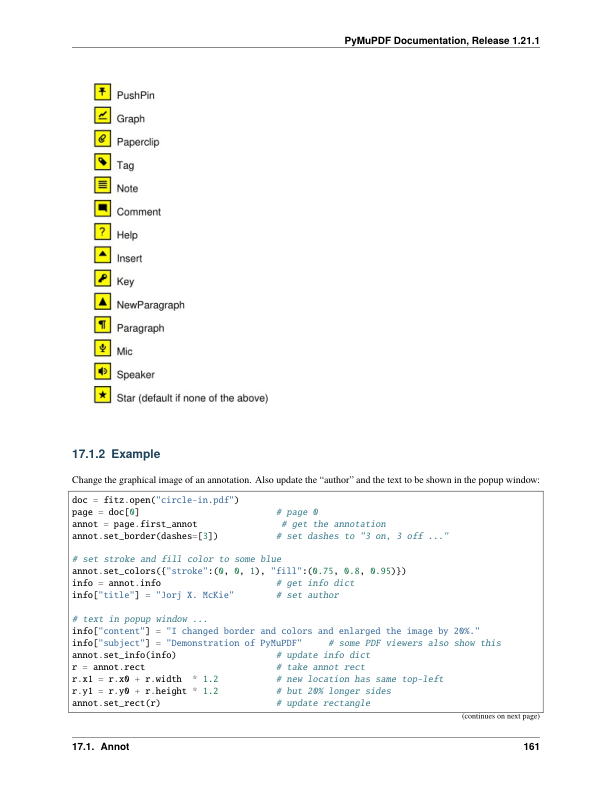 PyMuPDF Documentation, Release 1.21.1
PushPin
Graph
Paperclip
Tag
Note
Comment
? Help
Insert
Key
NewParagraph
¶ Paragraph
Mic
Speaker
★ Star (default if none of the above)
17.1.2 Example
Change the graphical image of an annotation. Also update the “author” and the text to be shown in the popup window:
doc = fitz.open("circle-in.pdf")
page = doc[0]                        # page 0
annot = page.first_annot              # get the annotation
annot.set_border(dashes=[3])         # set dashes to "3 on, 3 off ..."
# set stroke and fill color to some blue
annot.set_colors({"stroke":(0, 0, 1), "fill":(0.75, 0.8, 0.95)})
info = annot.info                    # get info dict
info["title"] = "Jorj X. McKie"      # set author
# text in popup window ...
info["content"] = "I changed border and colors and enlarged the image by 20%."
info["subject"] = "Demonstration of PyMuPDF"     # some PDF viewers also show this
annot.set_info(info)                 # update info dict
r = annot.rect                       # take annot rect
r.x1 = r.x0 + r.width  * 1.2         # new location has same top-left
r.y1 = r.y0 + r.height * 1.2         # but 20% longer sides
annot.set_rect(r)                    # update rectangle
(continues on next page)
17.1. Annot 161